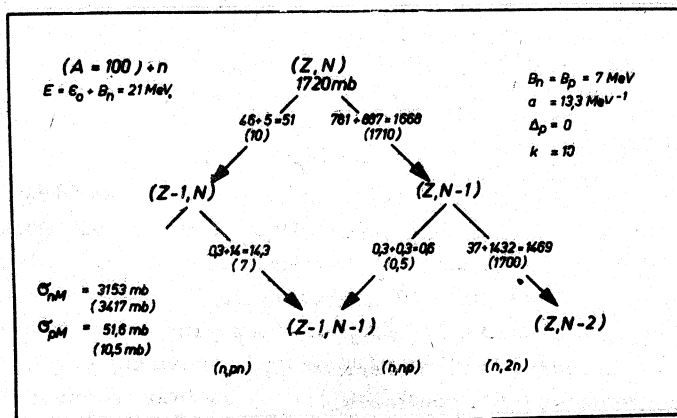 (A = 100) + n
E = ε₀ + Bn = 21 MeV.
(Z,N)
1720mb
Bn = Bp = 7 MeV
a = 13,3 MeV⁻¹
Δp = 0
k = 10
46+5=51
(10)
781+887=1668
(1710)
(Z-1,N)
(Z,N-1)
0,3+14=14,3
(7)
0,3+0,3=0,6
(0,5)
37+1432=1469
(1700)
σnM = 3153 mb
(3417 mb)
σpM = 51,6 mb
(10,5 mb)
(Z-1,N-1)
(Z,N-2)
(n,pn)
(n,np)
(n,2n)